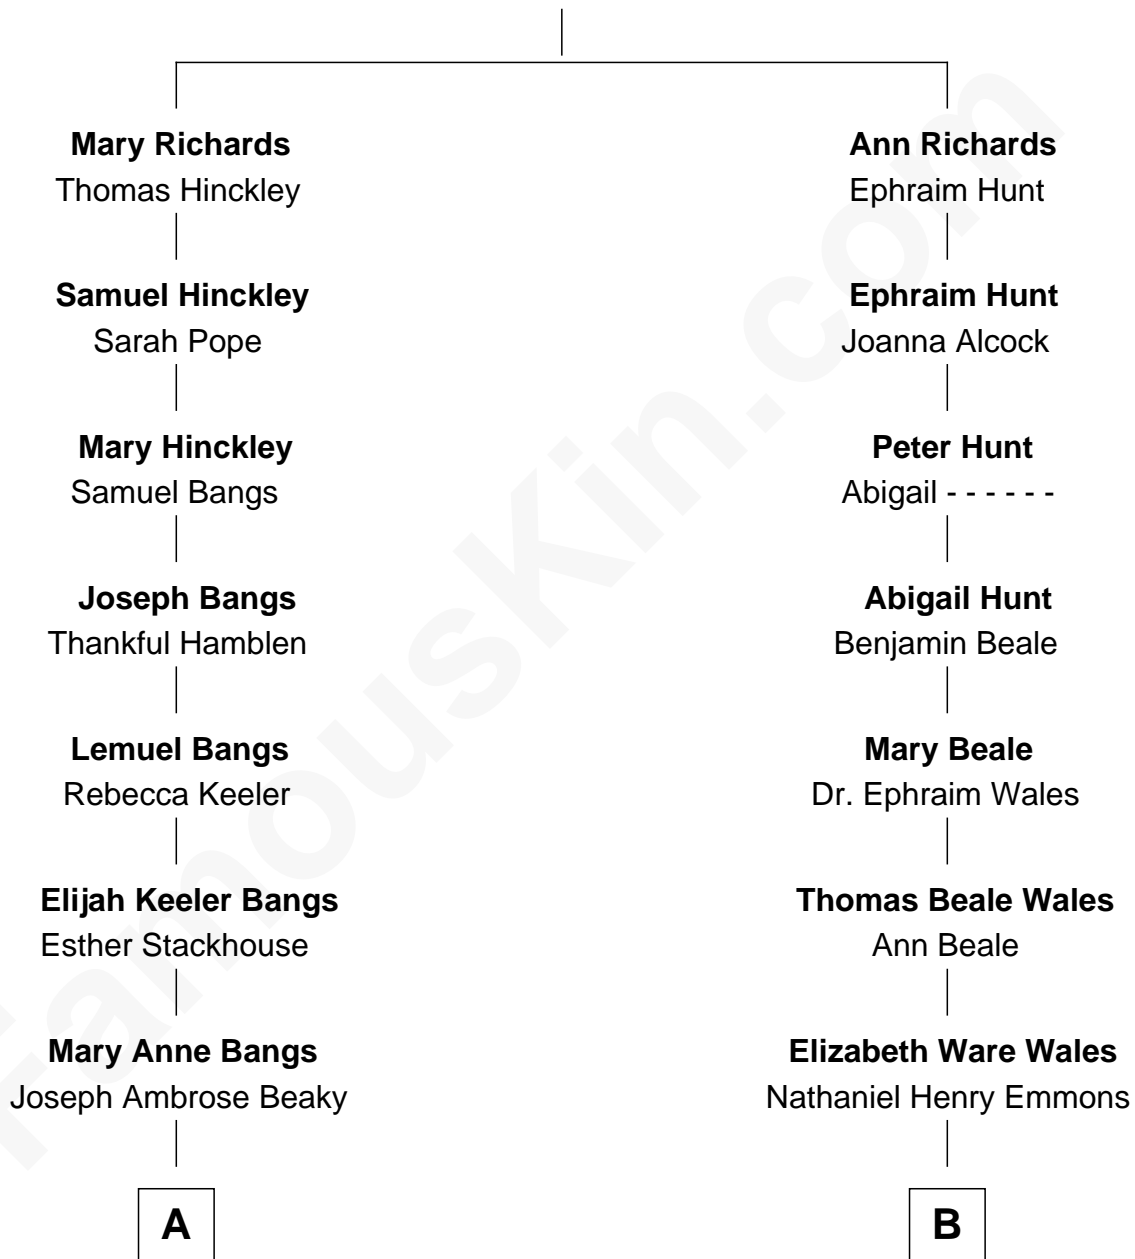 Mary Richards
Thomas Hinckley
Samuel Hinckley
Sarah Pope
Mary Hinckley
Samuel Bangs
Joseph Bangs
Thankful Hamblen
Lemuel Bangs
Rebecca Keeler
Elijah Keeler Bangs
Esther Stackhouse
Mary Anne Bangs
Joseph Ambrose Beaky
A
Ann Richards
Ephraim Hunt
Ephraim Hunt
Joanna Alcock
Peter Hunt
Abigail - - - - - -
Abigail Hunt
Benjamin Beale
Mary Beale
Dr. Ephraim Wales
Thomas Beale Wales
Ann Beale
Elizabeth Ware Wales
Nathaniel Henry Emmons
B
FamousKin.com